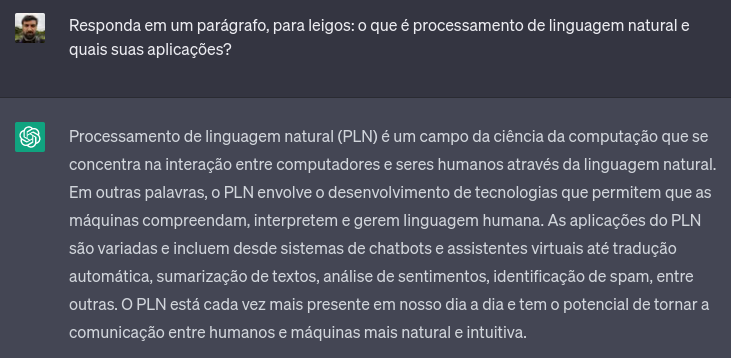 Responda em um parágrafo, para leigos: o que é processamento de linguagem natural e
quais suas aplicações?
Processamento de linguagem natural (PLN) é um campo da ciência da computação que se
concentra na interação entre computadores e seres humanos através da linguagem natural.
Em outras palavras, o PLN envolve o desenvolvimento de tecnologias que permitem que as
máquinas compreendam, interpretem e gerem linguagem humana. As aplicações do PLN
são variadas e incluem desde sistemas de chatbots e assistentes virtuais até tradução
automática, sumarização de textos, análise de sentimentos, identificação de spam, entre
outras. O PLN está cada vez mais presente em nosso dia a dia e tem o potencial de tornar a
comunicação entre humanos e máquinas mais natural e intuitiva.